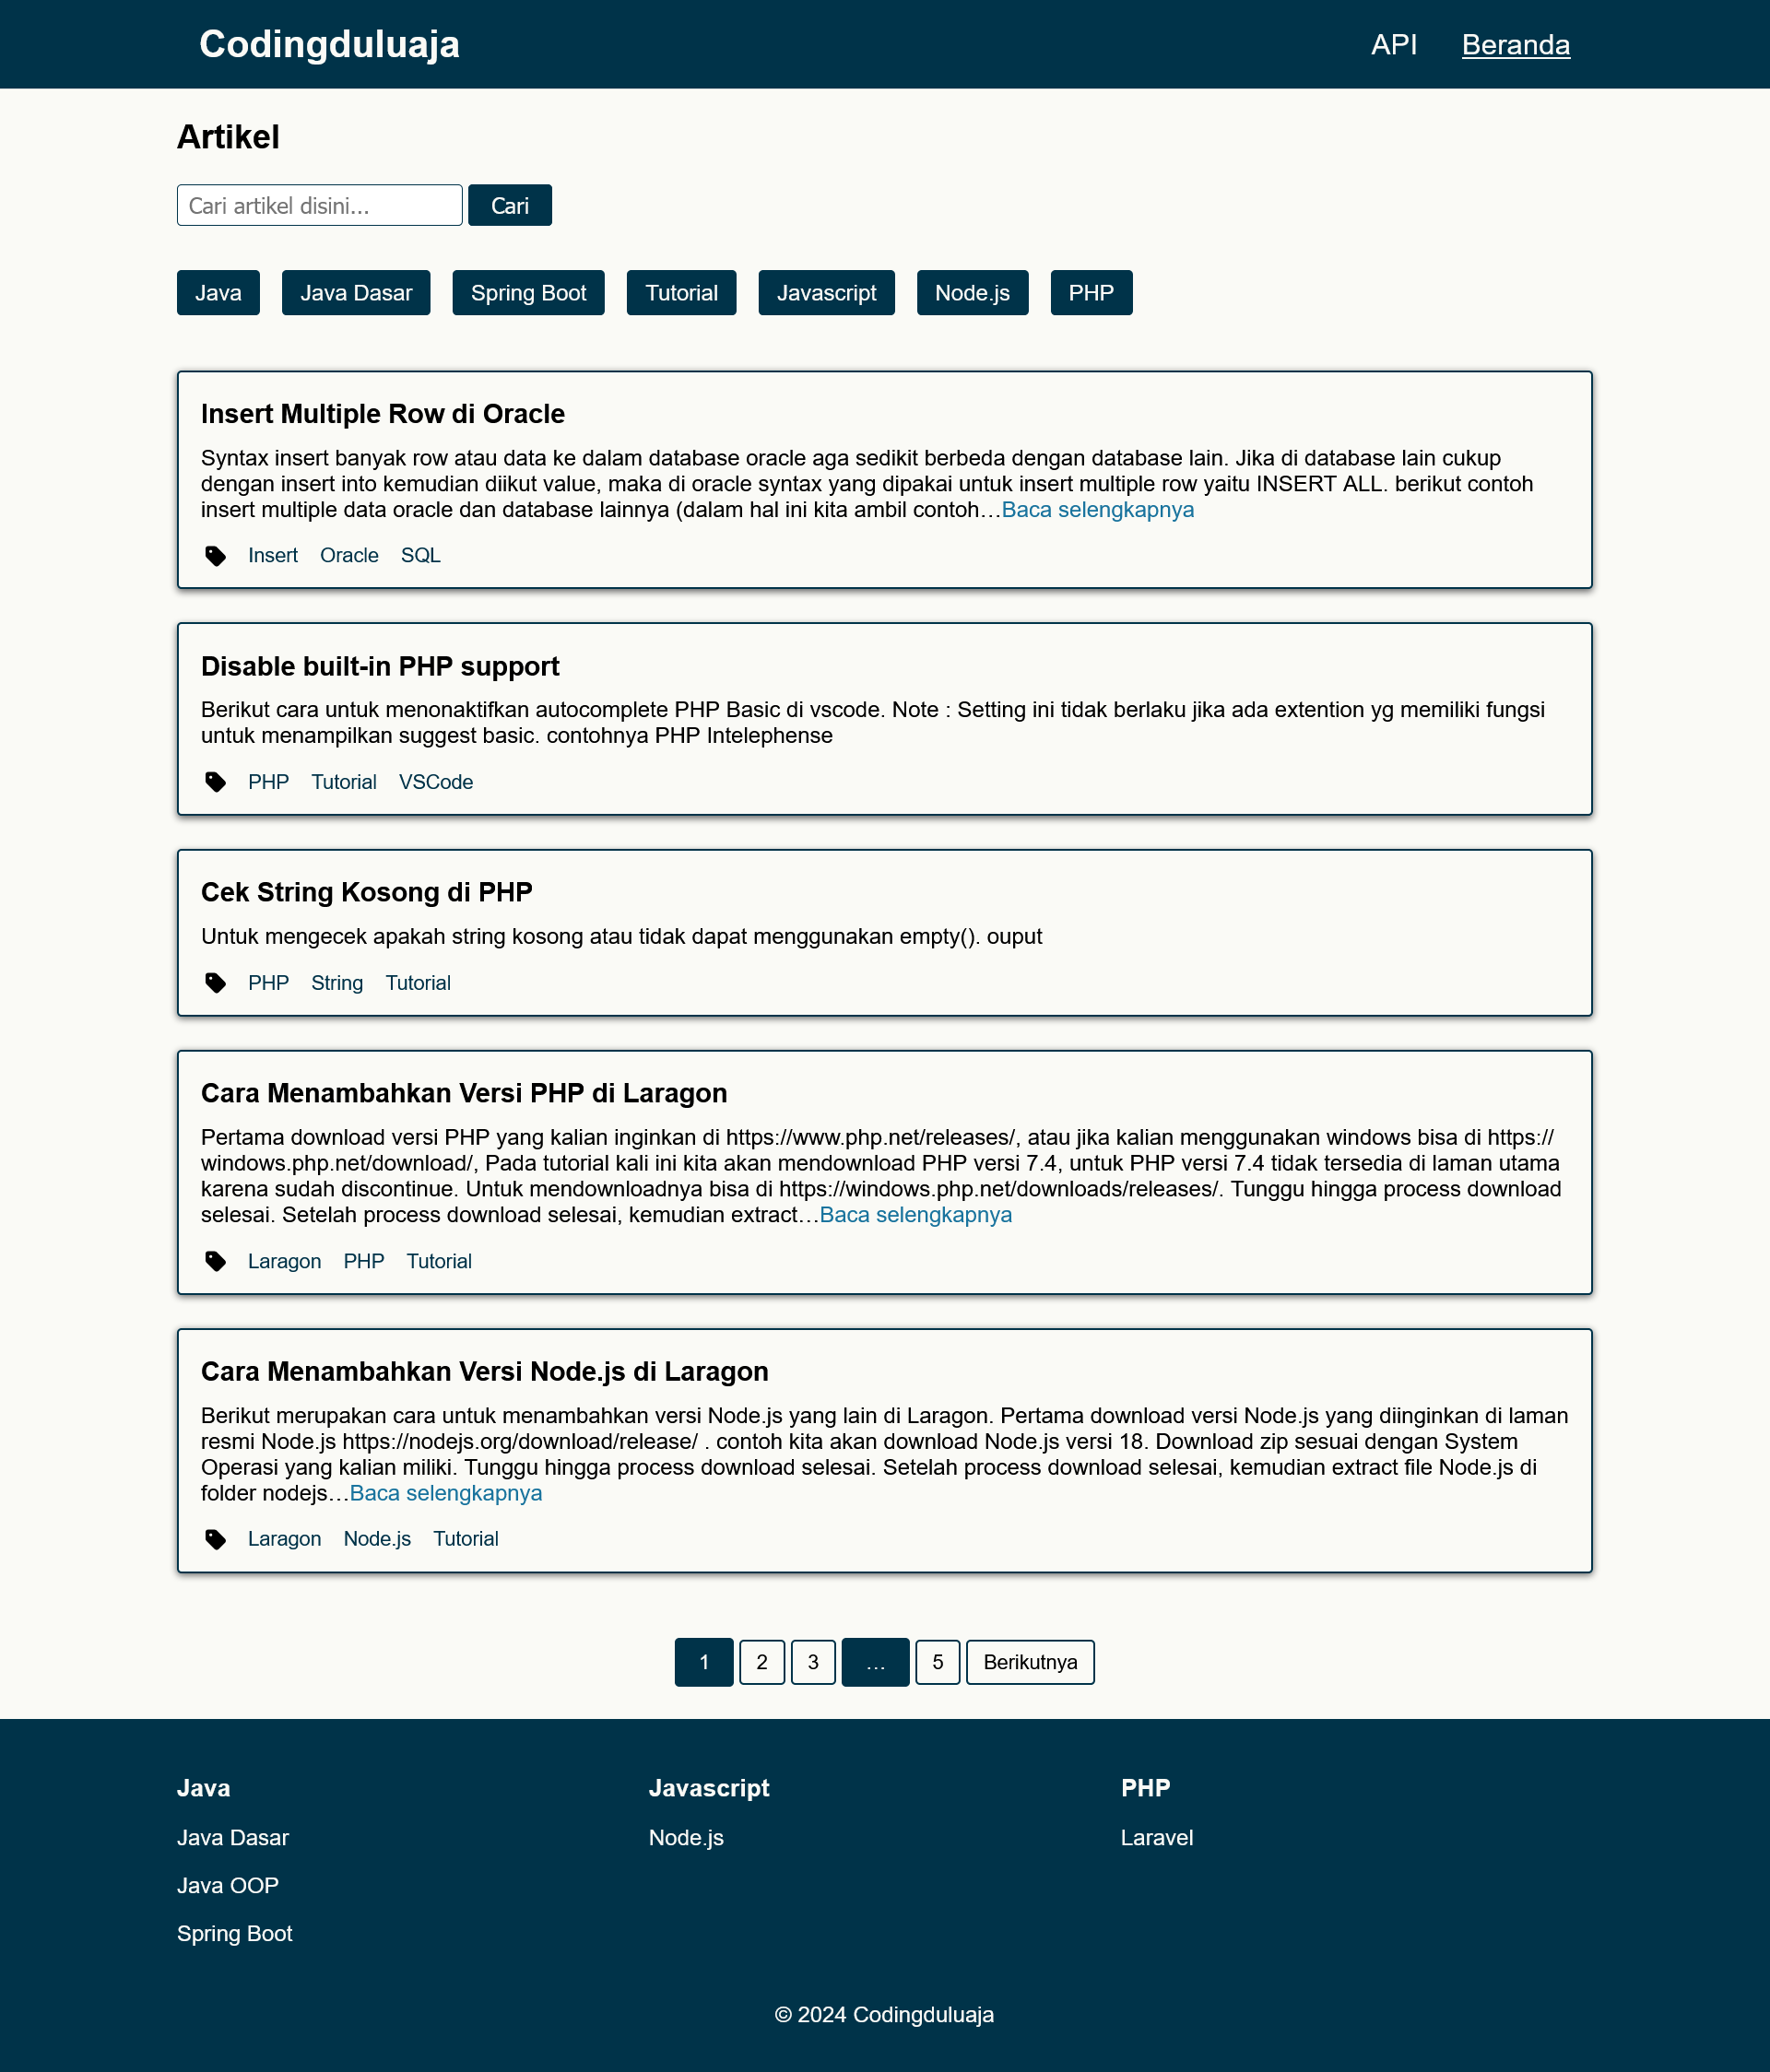 Codingduluaja
API Beranda
Artikel
Cari artikel disini... Cari
Java Java Dasar Spring Boot Tutorial Javascript Node.js PHP
Insert Multiple Row di Oracle
Syntax insert banyak row atau data ke dalam database oracle aga sedikit berbeda dengan database lain. Jika di database lain cukup
dengan insert into kemudian diikut value, maka di oracle syntax yang dipakai untuk insert multiple row yaitu INSERT ALL. berikut contoh
insert multiple data oracle dan database lainnya (dalam hal ini kita ambil contoh…Baca selengkapnya
Insert Oracle SQL
Disable built-in PHP support
Berikut cara untuk menonaktifkan autocomplete PHP Basic di vscode. Note : Setting ini tidak berlaku jika ada extention yg memiliki fungsi
untuk menampilkan suggest basic. contohnya PHP Intelephense
PHP Tutorial VSCode
Cek String Kosong di PHP
Untuk mengecek apakah string kosong atau tidak dapat menggunakan empty(). ouput
PHP String Tutorial
Cara Menambahkan Versi PHP di Laragon
Pertama download versi PHP yang kalian inginkan di https://www.php.net/releases/, atau jika kalian menggunakan windows bisa di https://
windows.php.net/download/, Pada tutorial kali ini kita akan mendownload PHP versi 7.4, untuk PHP versi 7.4 tidak tersedia di laman utama
karena sudah discontinue. Untuk mendownloadnya bisa di https://windows.php.net/downloads/releases/. Tunggu hingga process download
selesai. Setelah process download selesai, kemudian extract…Baca selengkapnya
Laragon PHP Tutorial
Cara Menambahkan Versi Node.js di Laragon
Berikut merupakan cara untuk menambahkan versi Node.js yang lain di Laragon. Pertama download versi Node.js yang diinginkan di laman
resmi Node.js https://nodejs.org/download/release/ . contoh kita akan download Node.js versi 18. Download zip sesuai dengan System
Operasi yang kalian miliki. Tunggu hingga process download selesai. Setelah process download selesai, kemudian extract file Node.js di
folder nodejs…Baca selengkapnya
Laragon Node.js Tutorial
1 2 3 … 5 Berikutnya
Java
Java Dasar
Java OOP
Spring Boot
Javascript
Node.js
PHP
Laravel
© 2024 Codingduluaja